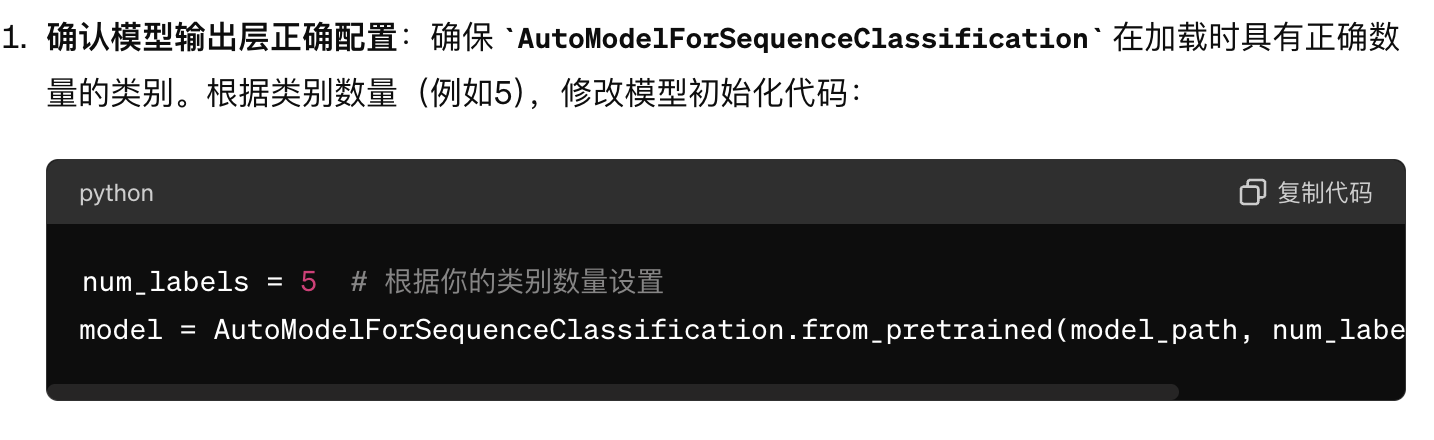 1. 确认模型输出层正确配置：确保 `AutoModelForSequenceClassification` 在加载时具有正确数
量的类别。根据类别数量（例如5），修改模型初始化代码：
python
复制代码
num_labels = 5  # 根据你的类别数量设置
model = AutoModelForSequenceClassification.from_pretrained(model_path, num_labe